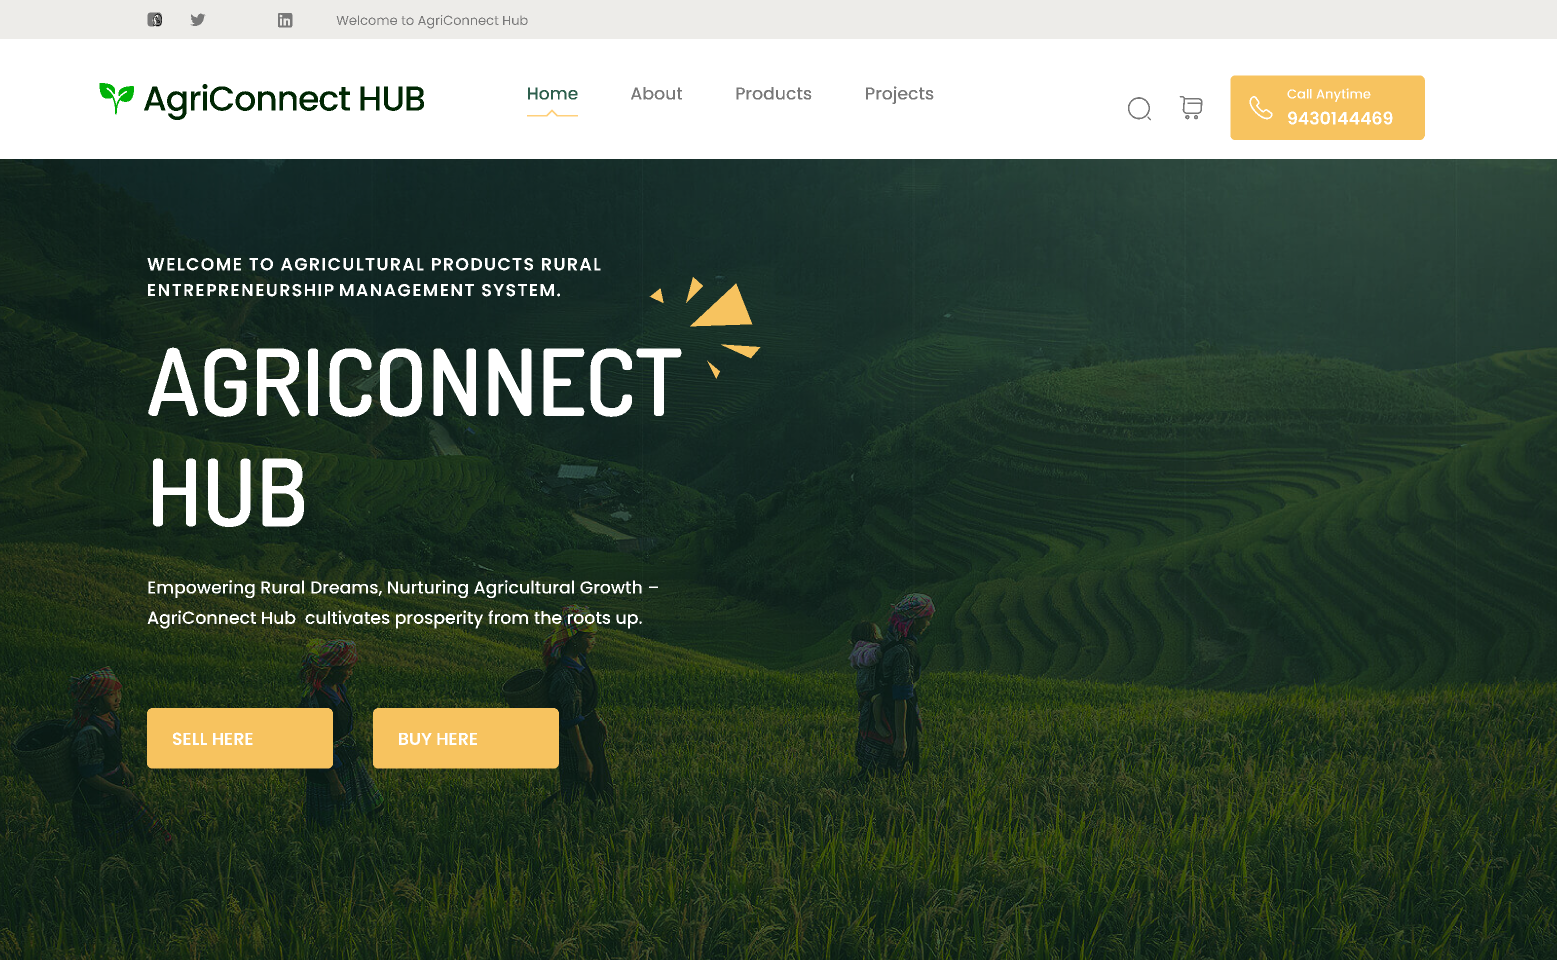 Welcome to AgriConnect Hub
AgriConnect HUB
Home
About
Products
Projects
Call Anytime
9430144469
WELCOME TO AGRICULTURAL PRODUCTS RURAL
ENTREPRENEURSHIP MANAGEMENT SYSTEM.
AGRICONNECT
HUB
Empowering Rural Dreams, Nurturing Agricultural Growth –
AgriConnect Hub cultivates prosperity from the roots up.
SELL HERE
BUY HERE